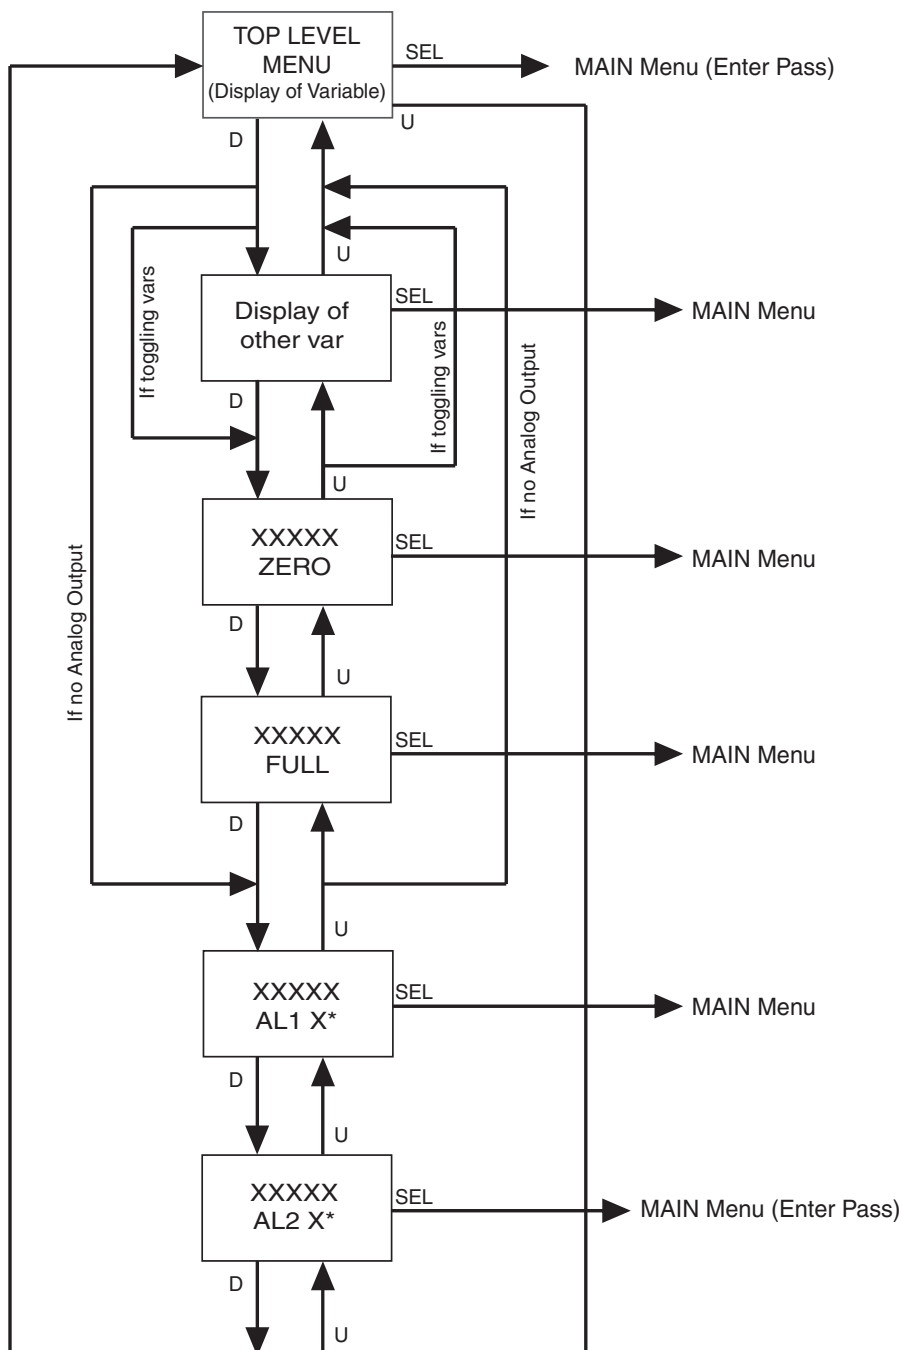 TOP LEVEL
MENU
(Display of Variable)
SEL
MAIN Menu (Enter Pass)
U
D
U
If toggling vars
Display of
other var
SEL
MAIN Menu
If toggling vars
If no Analog Output
D
U
XXXXX
ZERO
SEL
MAIN Menu
If no Analog Output
D
U
XXXXX
FULL
SEL
MAIN Menu
D
U
XXXXX
AL1 X*
SEL
MAIN Menu
D
U
XXXXX
AL2 X*
SEL
MAIN Menu (Enter Pass)
D
U